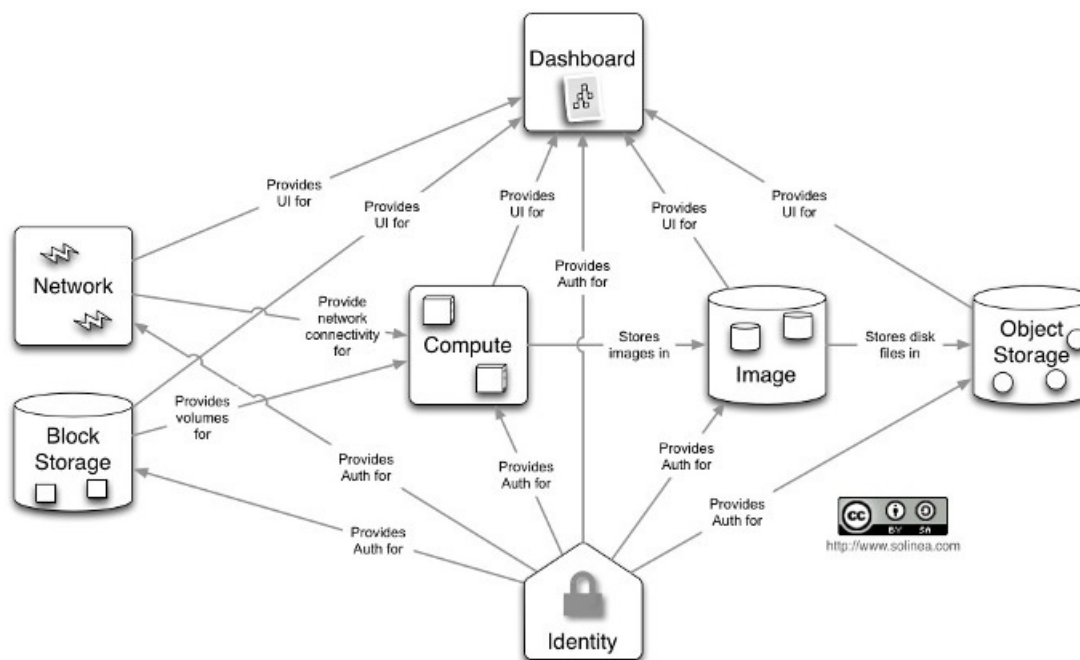 Dashboard
Provides
UI for
Provides
UI for
Provides
UI for
Provides
UI for
Provides
UI for
Network
Provides
Auth for
Provide
network
connectivity
for
Compute
Stores
images in
Image
Stores disk
files in
Object
Storage
Block
Storage
Provides
volumes
for
Provides
Auth for
Provides
Auth for
Provides
Auth for
Provides
Auth for
Provides
Auth for
Identity
CC
BY SA
http://www.solinea.com